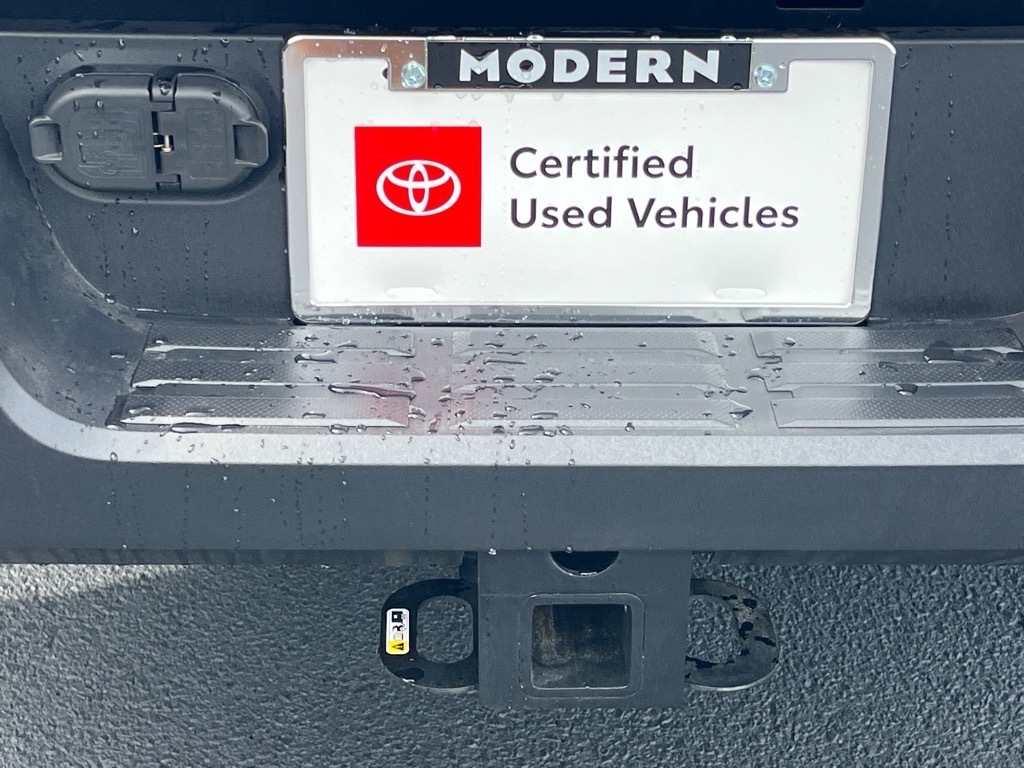 MODERN
Certified
Used Vehicles